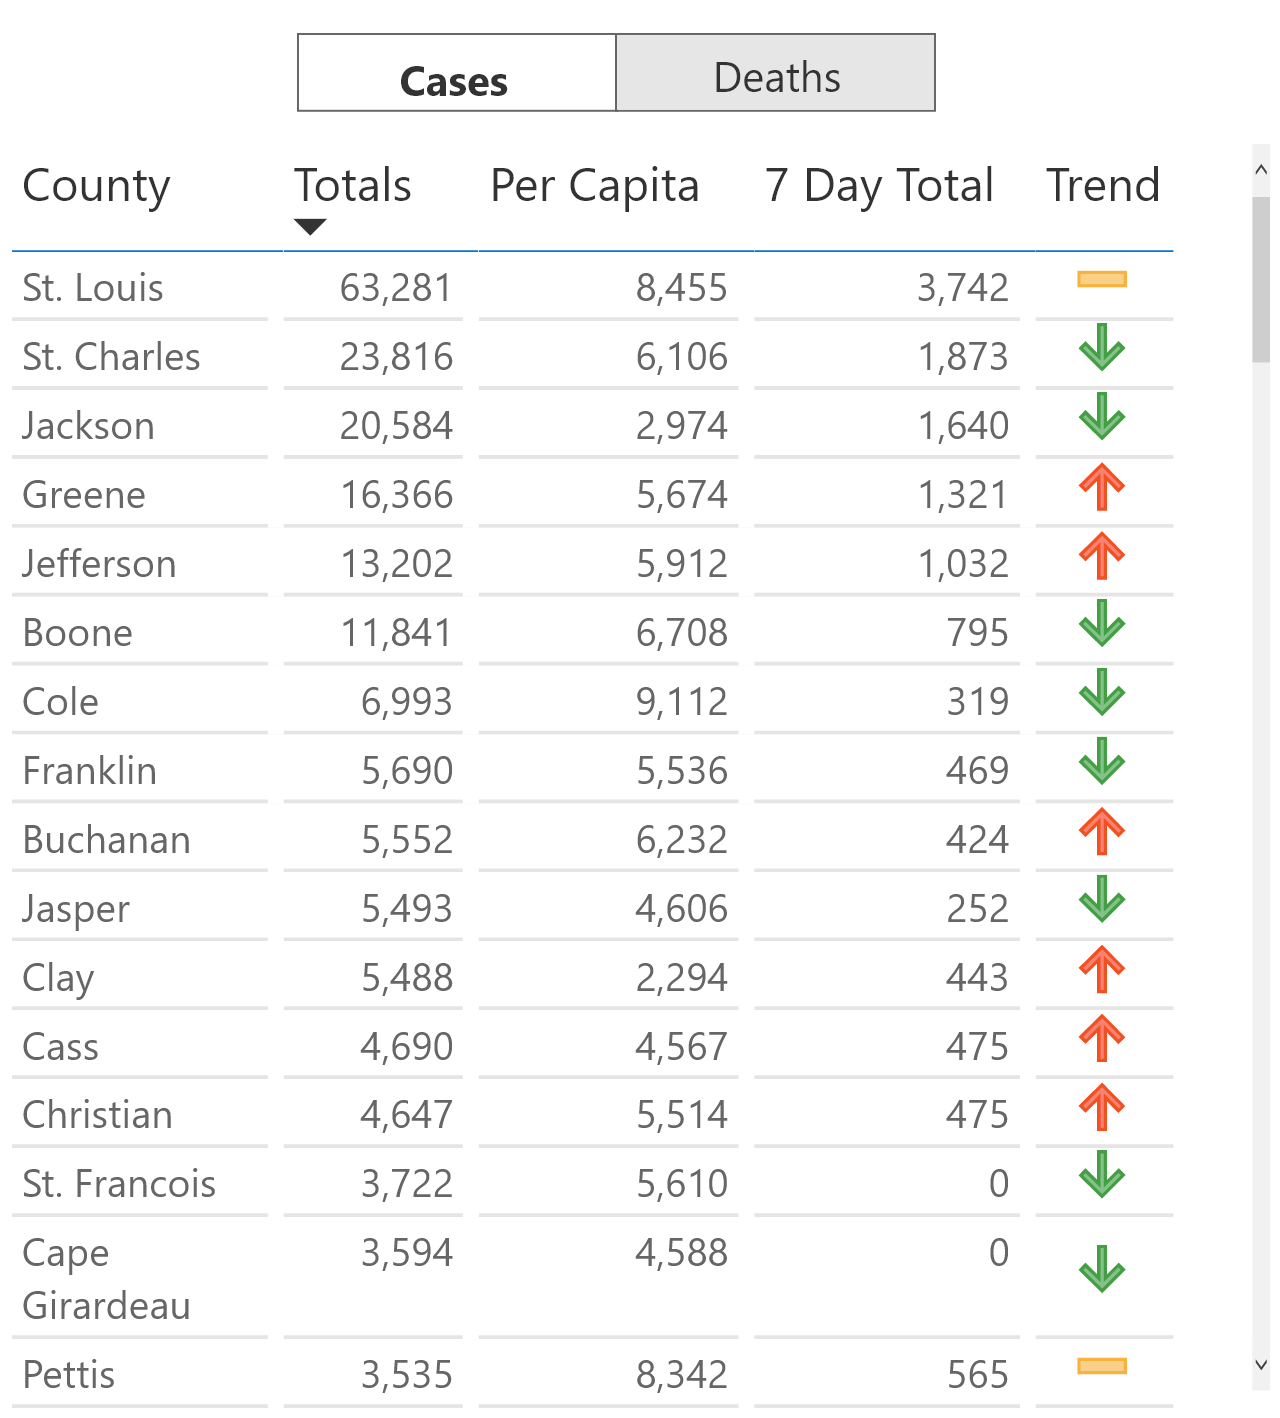 Cases Deaths
County Totals Per Capita 7 Day Total Trend
St. Louis 63,281 8,455 3,742
St. Charles 23,816 6,106 1,873
Jackson 20,584 2,974 1,640
Greene 16,366 5,674 1,321
Jefferson 13,202 5,912 1,032
Boone 11,841 6,708 795
Cole 6,993 9,112 319
Franklin 5,690 5,536 469
Buchanan 5,552 6,232 424
Jasper 5,493 4,606 252
Clay 5,488 2,294 443
Cass 4,690 4,567 475
Christian 4,647 5,514 475
St. Francois 3,722 5,610 0
Cape 3,594 4,588 0
Girardeau
Pettis 3,535 8,342 565